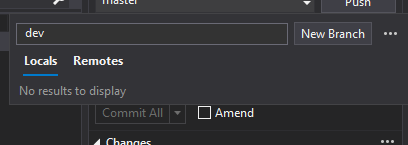 master
Push
dev
New Branch
Locals Remotes
No results to display
Commit All Amend
Changes